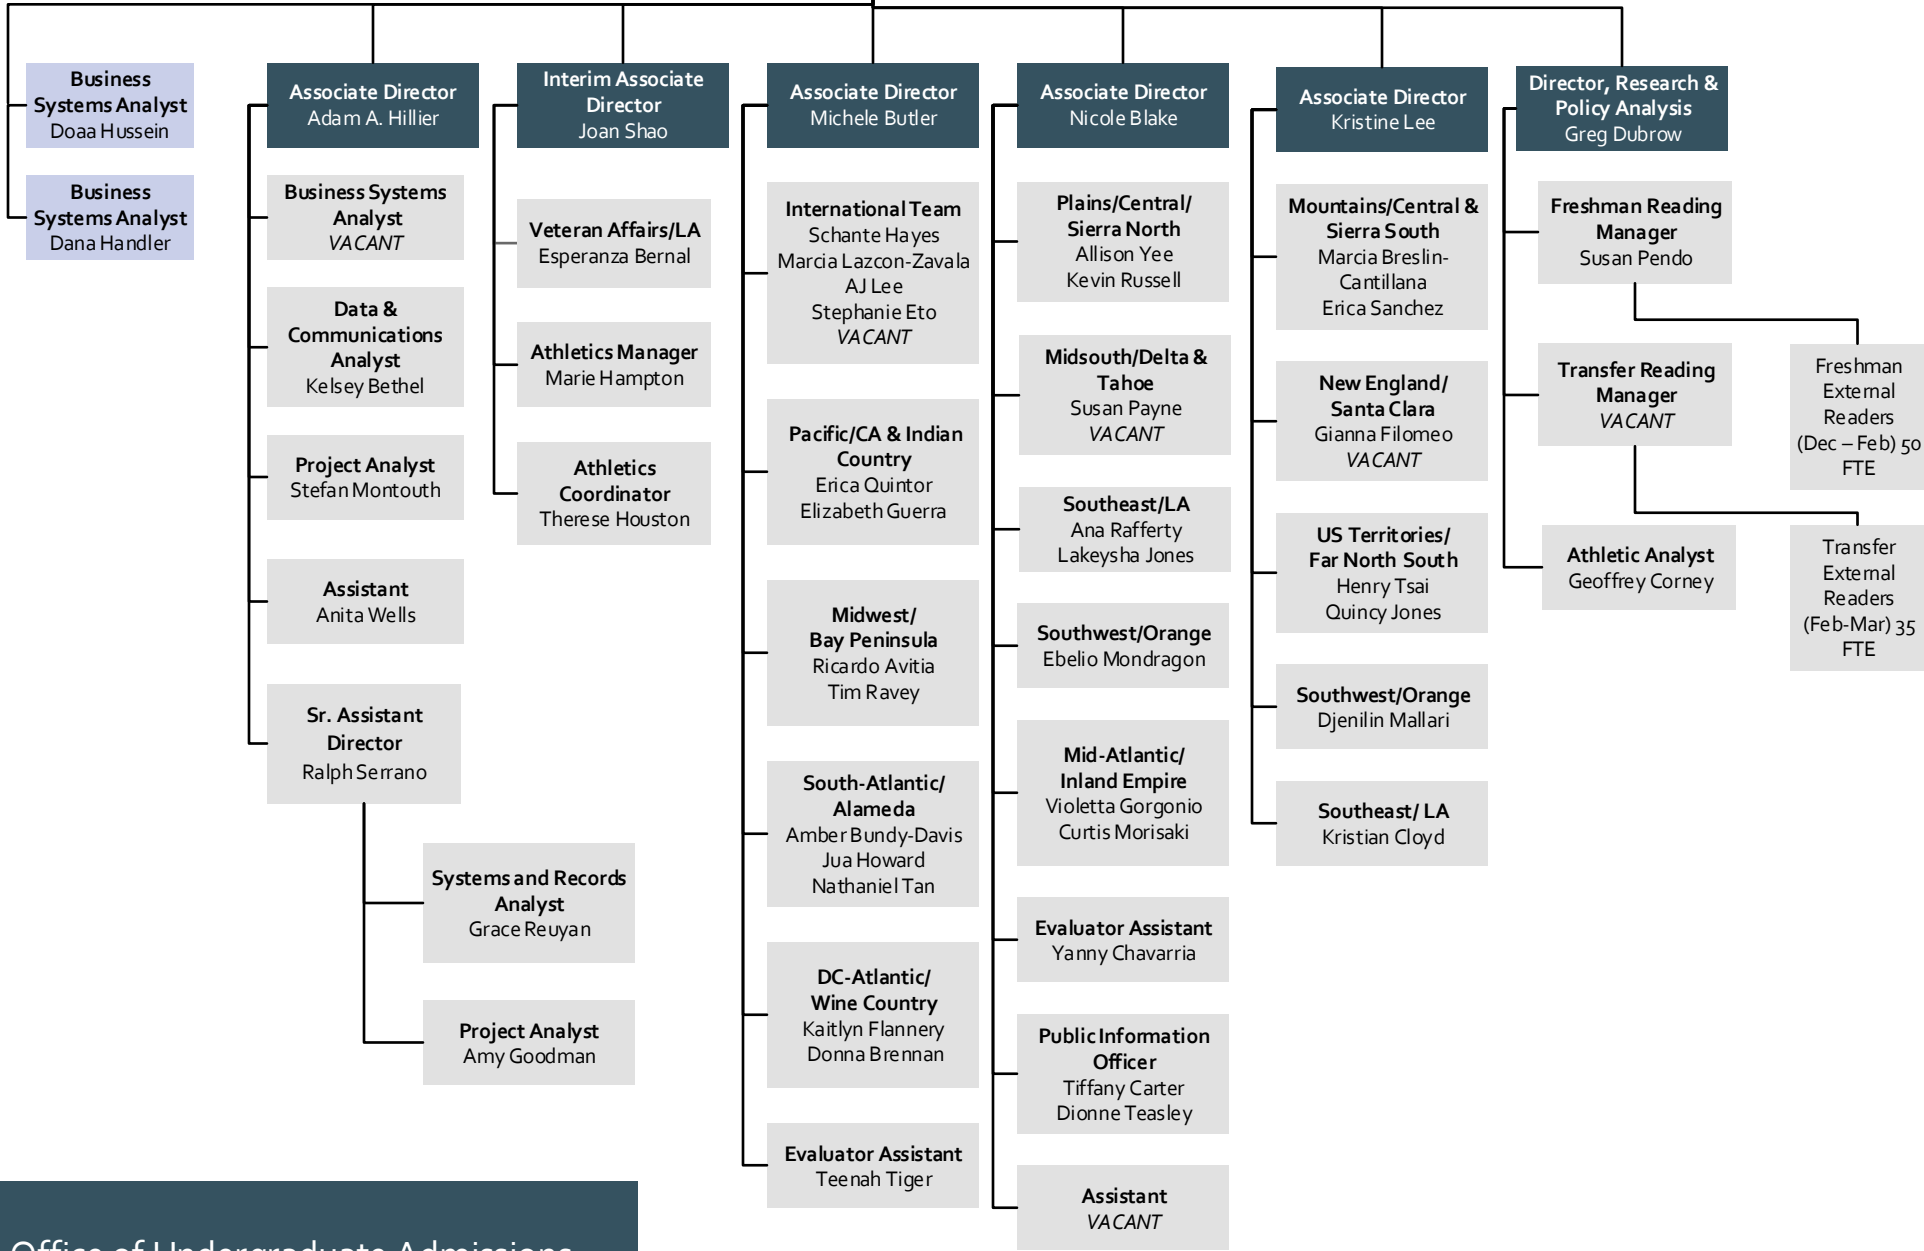 Business
Systems Analyst
Doaa Hussein
Business
Systems Analyst
Dana Handler
Associate Director
Adam A. Hillier
Business Systems
Analyst
VACANT
Data &
Communications
Analyst
Kelsey Bethel
Project Analyst
Stefan Montouth
Assistant
Anita Wells
Sr. Assistant
Director
Ralph Serrano
Systems and Records
Analyst
Grace Reuyan
Project Analyst
Amy Goodman
Interim Associate
Director
Joan Shao
Veteran Affairs/LA
Esperanza Bernal
Athletics Manager
Marie Hampton
Athletics
Coordinator
Therese Houston
Associate Director
Michele Butler
International Team
Schante Hayes
Marcia Lazcon-Zavala
AJ Lee
Stephanie Eto
VACANT
Pacific/CA & Indian
Country
Erica Quintor
Elizabeth Guerra
Midwest/
Bay Peninsula
Ricardo Avitia
Tim Ravey
South-Atlantic/
Alameda
Amber Bundy-Davis
Jua Howard
Nathaniel Tan
DC-Atlantic/
Wine Country
Kaitlyn Flannery
Donna Brennan
Evaluator Assistant
Teenah Tiger
Associate Director
Nicole Blake
Plains/Central/
Sierra North
Allison Yee
Kevin Russell
Midsouth/Delta &
Tahoe
Susan Payne
VACANT
Southeast/LA
Ana Rafferty
Lakeysha Jones
Southwest/Orange
Ebelio Mondragon
Mid-Atlantic/
Inland Empire
Violetta Gorgonio
Curtis Morisaki
Evaluator Assistant
Yanny Chavarria
Public Information
Officer
Tiffany Carter
Dionne Teasley
Assistant
VACANT
Associate Director
Kristine Lee
Mountains/Central &
Sierra South
Marcia Breslin-
Cantillana
Erica Sanchez
New England/
Santa Clara
Gianna Filomeo
VACANT
US Territories/
Far North South
Henry Tsai
Quincy Jones
Southwest/Orange
Djenilin Mallari
Southeast/ LA
Kristian Cloyd
Director, Research &
Policy Analysis
Greg Dubrow
Freshman Reading
Manager
Susan Pendo
Transfer Reading
Manager
VACANT
Athletic Analyst
Geoffrey Corney
Freshman
External
Readers
(Dec – Feb) 50
FTE
Transfer
External
Readers
(Feb-Mar) 35
FTE
Office of Undergraduate Admissions